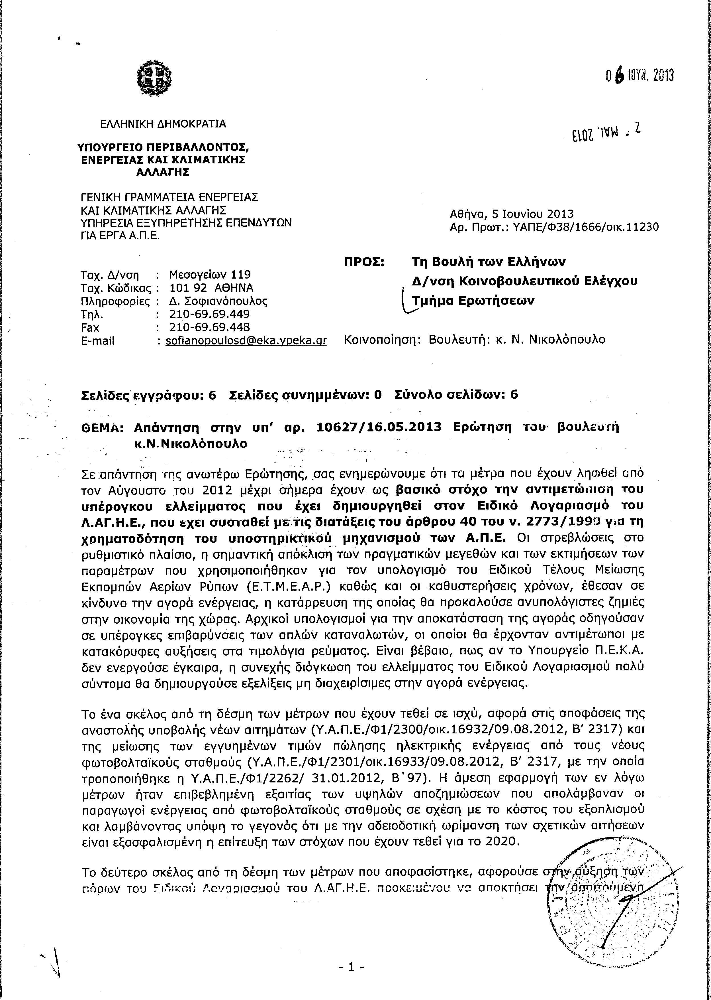 06 ΙΟΥΝ. 2013
2 ΜΑΙ. 2013
ΕΛΛΗΝΙΚΗ ΔΗΜΟΚΡΑΤΙΑ
ΥΠΟΥΡΓΕΙΟ ΠΕΡΙΒΑΛΛΟΝΤΟΣ,
ΕΝΕΡΓΕΙΑΣ ΚΑΙ ΚΛΙΜΑΤΙΚΗΣ
ΑΛΛΑΓΗΣ
ΓΕΝΙΚΗ ΓΡΑΜΜΑΤΕΙΑ ΕΝΕΡΓΕΙΑΣ
ΚΑΙ ΚΛΙΜΑΤΙΚΗΣ ΑΛΛΑΓΗΣ
ΥΠΗΡΕΣΙΑ ΕΞΥΠΗΡΕΤΗΣΗΣ ΕΠΕΝΔΥΤΩΝ
ΓΙΑ ΕΡΓΑ Α.Π.Ε.
Αθήνα, 5 Ιουνίου 2013
Αρ. Πρωτ.: ΥΑΠΕ/Φ38/1666/οικ.11230
Ταχ. Δ/νση : Μεσογείων 119
Ταχ. Κώδικας : 101 92 ΑΘΗΝΑ
Πληροφορίες : Δ. Σοφιανόπουλος
Τηλ. : 210-69.69.449
Fax : 210-69.69.448
E-mail : sofianopoulosd@eka.ypeka.gr
ΠΡΟΣ: Τη Βουλή των Ελλήνων
Δ/νση Κοινοβουλευτικού Ελέγχου
Τμήμα Ερωτήσεων
Κοινοποίηση: Βουλευτή: κ. Ν. Νικολόπουλο
Σελίδες εγγράφου: 6 Σελίδες συνημμένων: 0 Σύνολο σελίδων: 6
ΘΕΜΑ: Απάντηση στην υπ' αρ. 10627/16.05.2013 Ερώτηση του βουλευτή
κ.Ν.Νικολόπουλο
Σε απάντηση της ανωτέρω Ερώτησης, σας ενημερώνουμε ότι τα μέτρα που έχουν ληφθεί από
τον Αύγουστο του 2012 μέχρι σήμερα έχουν ως βασικό στόχο την αντιμετώπιση του
υπέρογκου ελλείμματος που έχει δημιουργηθεί στον Ειδικό Λογαριασμό του
Λ.ΑΓ.Η.Ε., που εχει συσταθεί με τις διατάξεις του άρθρου 40 του ν. 2773/1999 για τη
χρηματοδότηση του υποστηρικτικού μηχανισμού των Α.Π.Ε. Οι στρεβλώσεις στο
ρυθμιστικό πλαίσιο, η σημαντική απόκλιση των πραγματικών μεγεθών και των εκτιμήσεων των
παραμέτρων που χρησιμοποιήθηκαν για τον υπολογισμό του Ειδικού Τέλους Μείωσης
Εκπομπών Αερίων Ρύπων (Ε.Τ.Μ.Ε.Α.Ρ.) καθώς και οι καθυστερήσεις χρόνων, έθεσαν σε
κίνδυνο την αγορά ενέργειας, η κατάρρευση της οποίας θα προκαλούσε ανυπολόγιστες ζημιές
στην οικονομία της χώρας. Αρχικοί υπολογισμοί για την αποκατάσταση της αγοράς οδηγούσαν
σε υπέρογκες επιβαρύνσεις των απλών καταναλωτών, οι οποίοι θα έρχονταν αντιμέτωποι με
κατακόρυφες αυξήσεις στα τιμολόγια ρεύματος. Είναι βέβαιο, πως αν το Υπουργείο Π.Ε.Κ.Α.
δεν ενεργούσε έγκαιρα, η συνεχής διόγκωση του ελλείμματος του Ειδικού Λογαριασμού πολύ
σύντομα θα δημιουργούσε εξελίξεις μη διαχειρίσιμες στην αγορά ενέργειας.
Το ένα σκέλος από τη δέσμη των μέτρων που έχουν τεθεί σε ισχύ, αφορά στις αποφάσεις της
αναστολής υποβολής νέων αιτημάτων (Υ.Α.Π.Ε./Φ1/2300/οικ.16932/09.08.2012, Β' 2317) και
της μείωσης των εγγυημένων τιμών πώλησης ηλεκτρικής ενέργειας από τους νέους
φωτοβολταϊκούς σταθμούς (Υ.Α.Π.Ε./Φ1/2301/οικ.16933/09.08.2012, Β' 2317, με την οποία
τροποποιήθηκε η Υ.Α.Π.Ε./Φ1/2262/ 31.01.2012, Β'97). Η άμεση εφαρμογή των εν λόγω
μέτρων ήταν επιβεβλημένη εξαιτίας των υψηλών αποζημιώσεων που απολάμβαναν οι
παραγωγοί ενέργειας από φωτοβολταϊκούς σταθμούς σε σχέση με το κόστος του εξοπλισμού
και λαμβάνοντας υπόψη το γεγονός ότι με την αδειοδοτική ωρίμανση των σχετικών αιτήσεων
είναι εξασφαλισμένη η επίτευξη των στόχων που έχουν τεθεί για το 2020.
Το δεύτερο σκέλος από τη δέσμη των μέτρων που αποφασίστηκε, αφορούσε στην αύξηση των
πόρων του Ειδικού Λογαριασμού του Λ.ΑΓ.Η.Ε. προκειμένου να αποκτήσει την απαιτούμενη
- 1 -